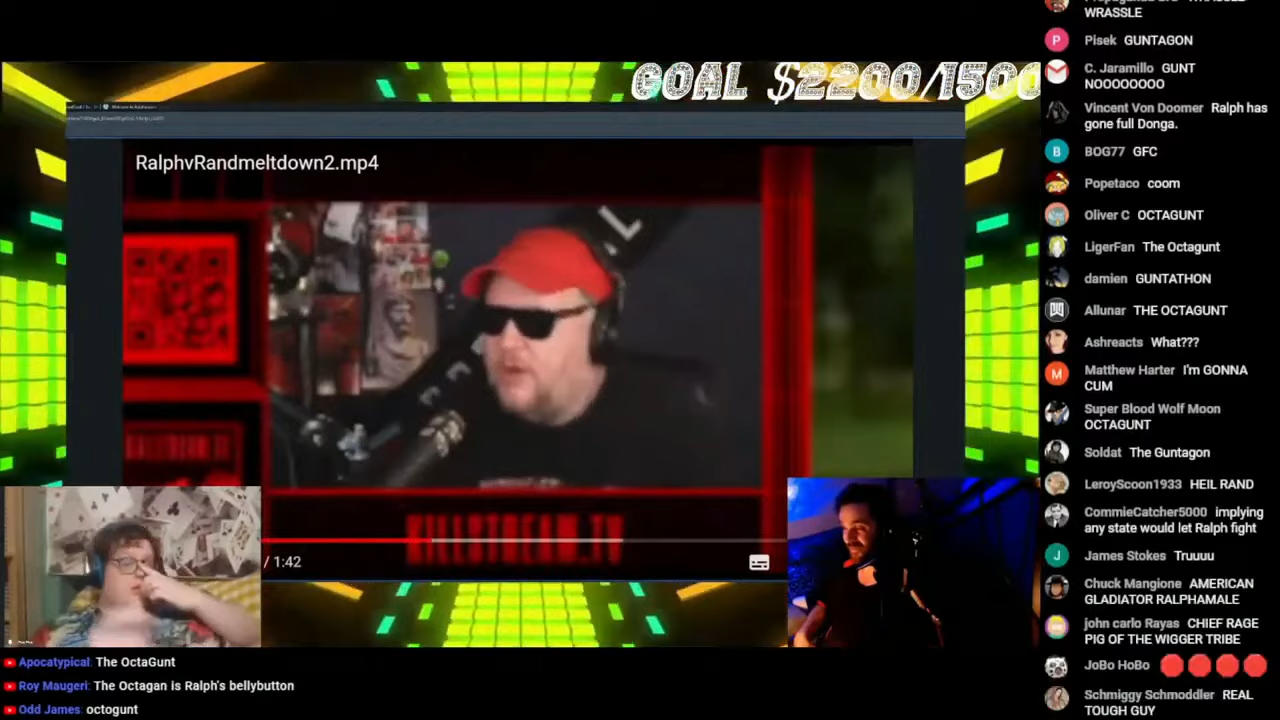 WRASSLE
Pisek GUNTAGON
C. Jaramillo GUNT
NOOOOOOO
Vincent Von Doomer Ralph has
gone full Donga.
BOG77 GFC
Popetaco coom
Oliver C OCTAGUNT
LigerFan The Octagunt
damien GUNTATHON
Allunar THE OCTAGUNT
Ashreacts What???
Matthew Harter I'm GONNA
CUM
Super Blood Wolf Moon
OCTAGUNT
Soldat The Guntagon
LeroyScoon1933 HEIL RAND
CommieCatcher5000 implying
any state would let Ralph fight
James Stokes Truuuu
Chuck Mangione AMERICAN
GLADIATOR RALPHAMALE
john carlo Rayas CHIEF RAGE
PIG OF THE WIGGER TRIBE
JoBo HoBo
Schmiggy Schmoddler REAL
TOUGH GUY
GOAL $2200/1500
RalphvRandmeltdown2.mp4
KILLSTREAM.TV
/ 1:42
Apocatypical: The OctaGunt
Roy Maugeri: The Octagan is Ralph's bellybutton
Odd James: octogunt